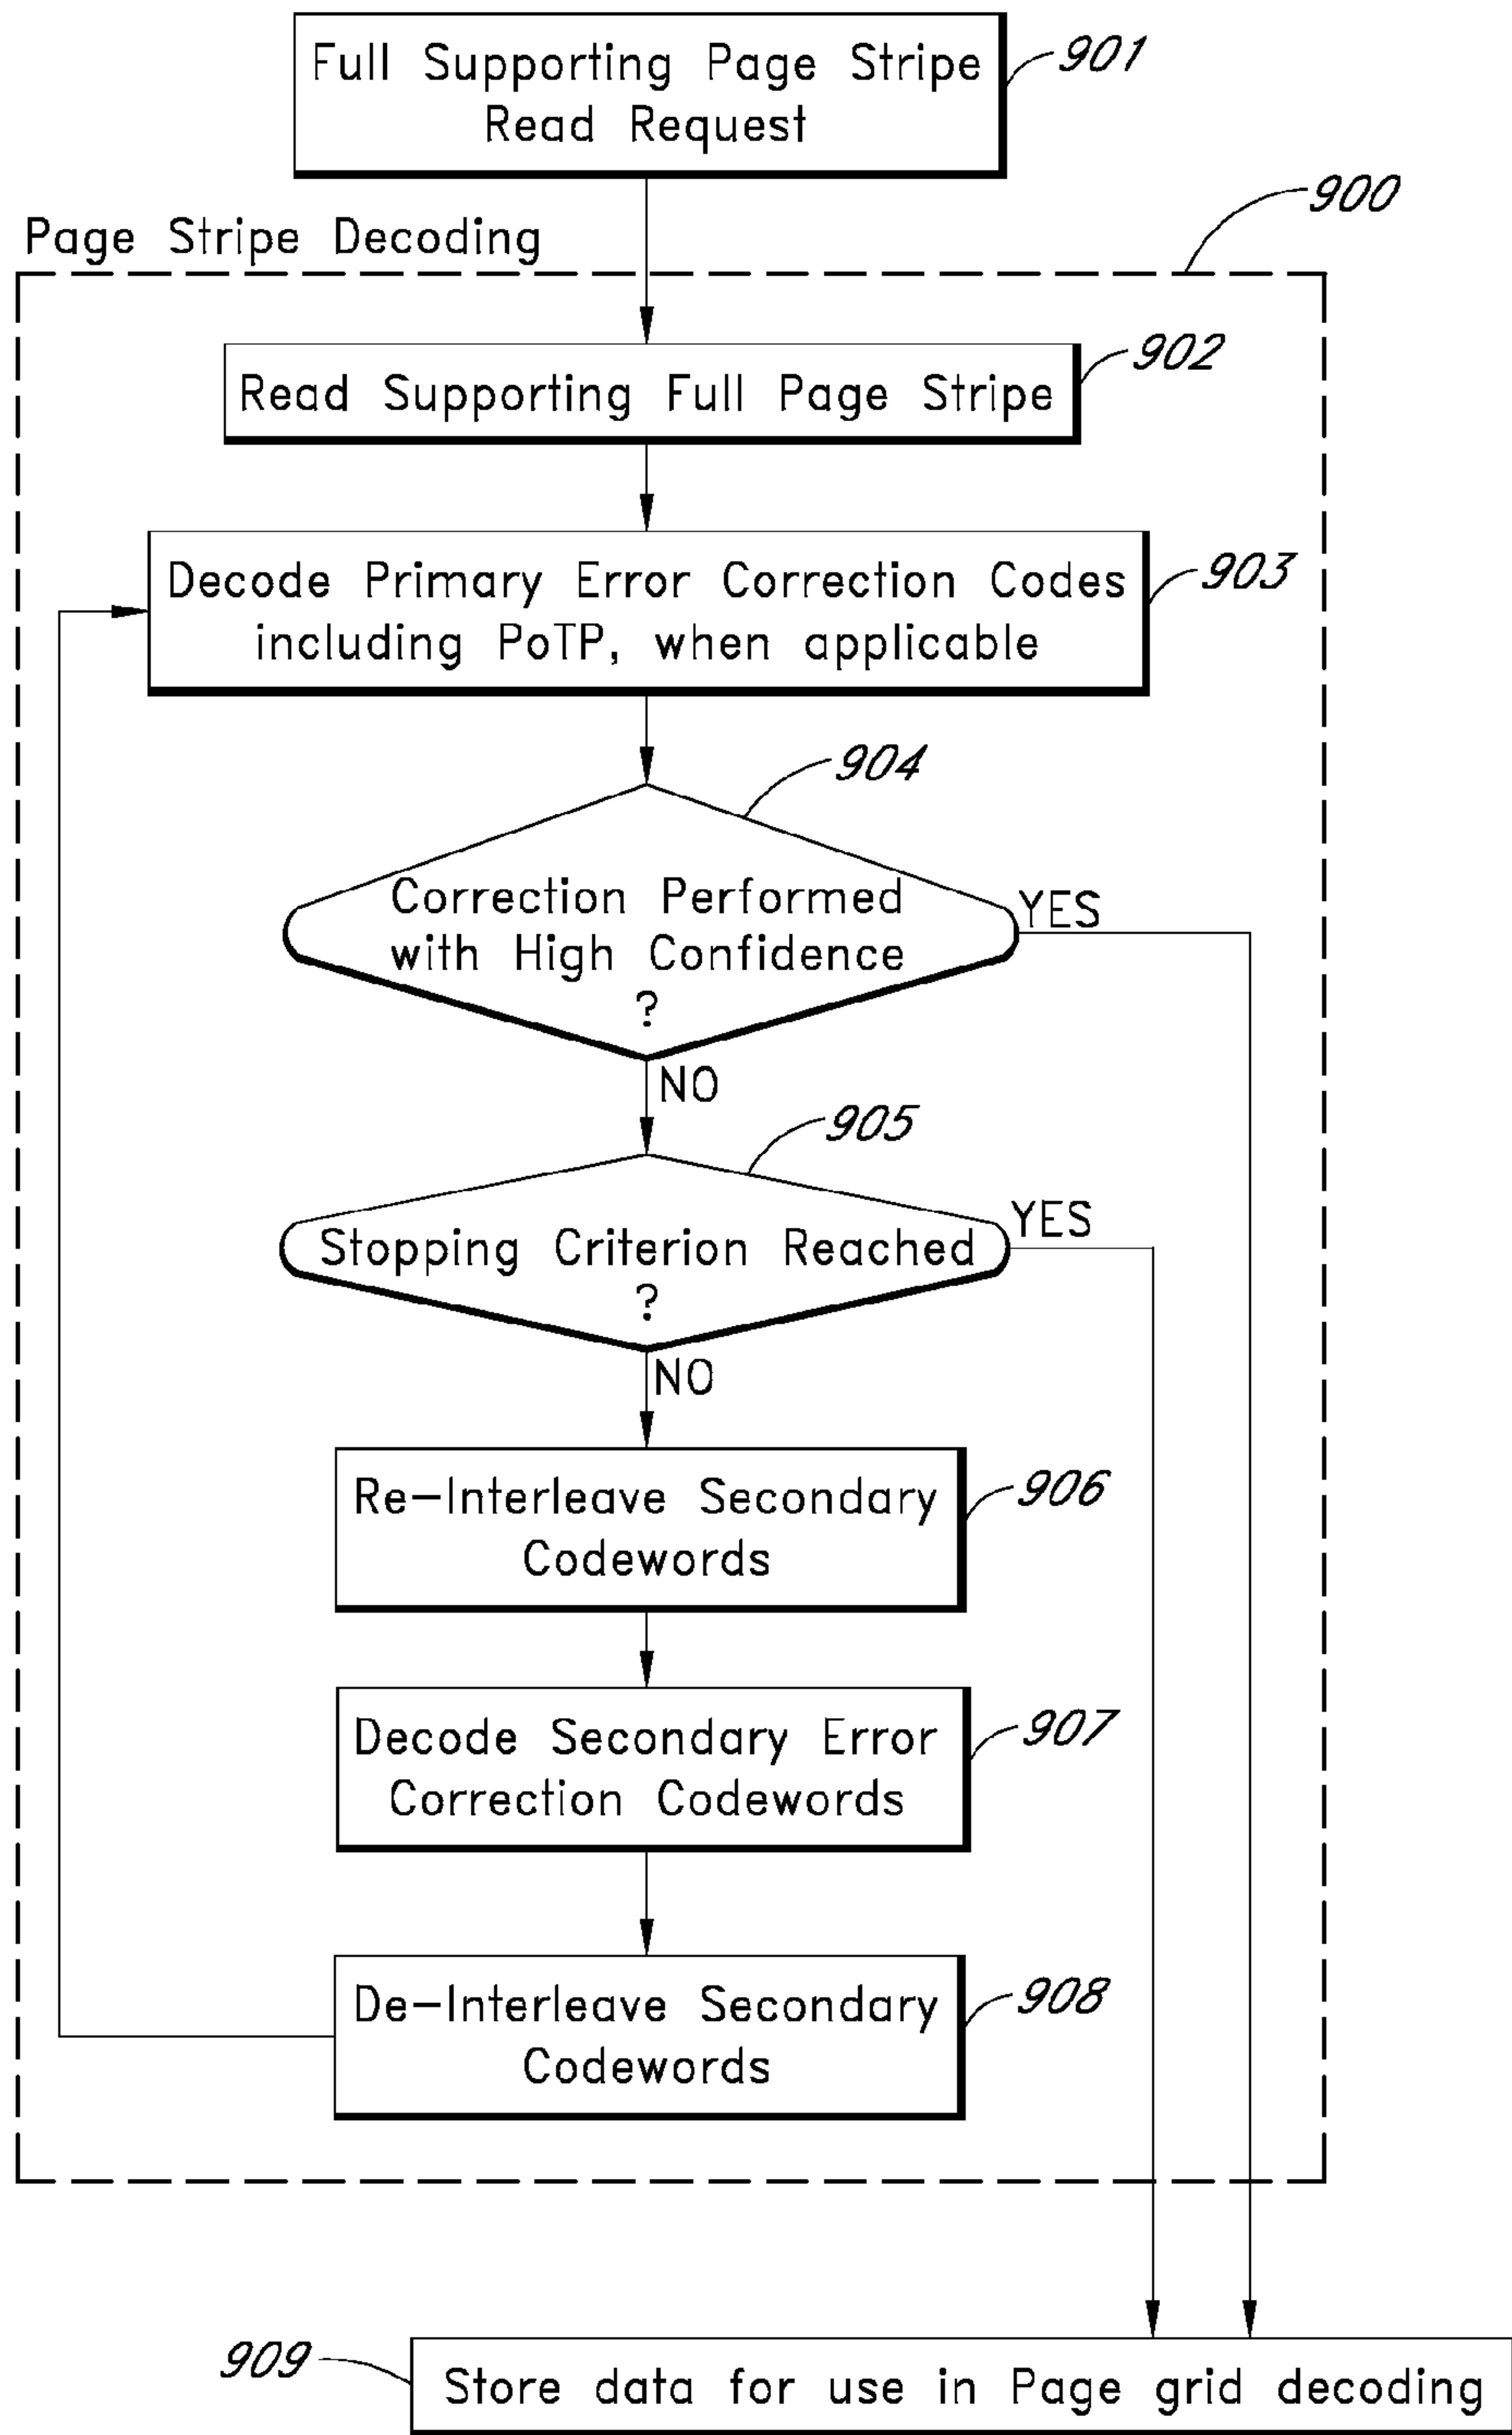 Full Supporting Page Stripe
Read Request
901
900
Page Stripe Decoding
902
Read Supporting Full Page Stripe
903
Decode Primary Error Correction Codes
including PoTP, when applicable
904
Correction Performed
with High Confidence
?
YES
NO
905
Stopping Criterion Reached
?
YES
NO
906
Re-Interleave Secondary
Codewords
907
Decode Secondary Error
Correction Codewords
908
De-Interleave Secondary
Codewords
909
Store data for use in Page grid decoding